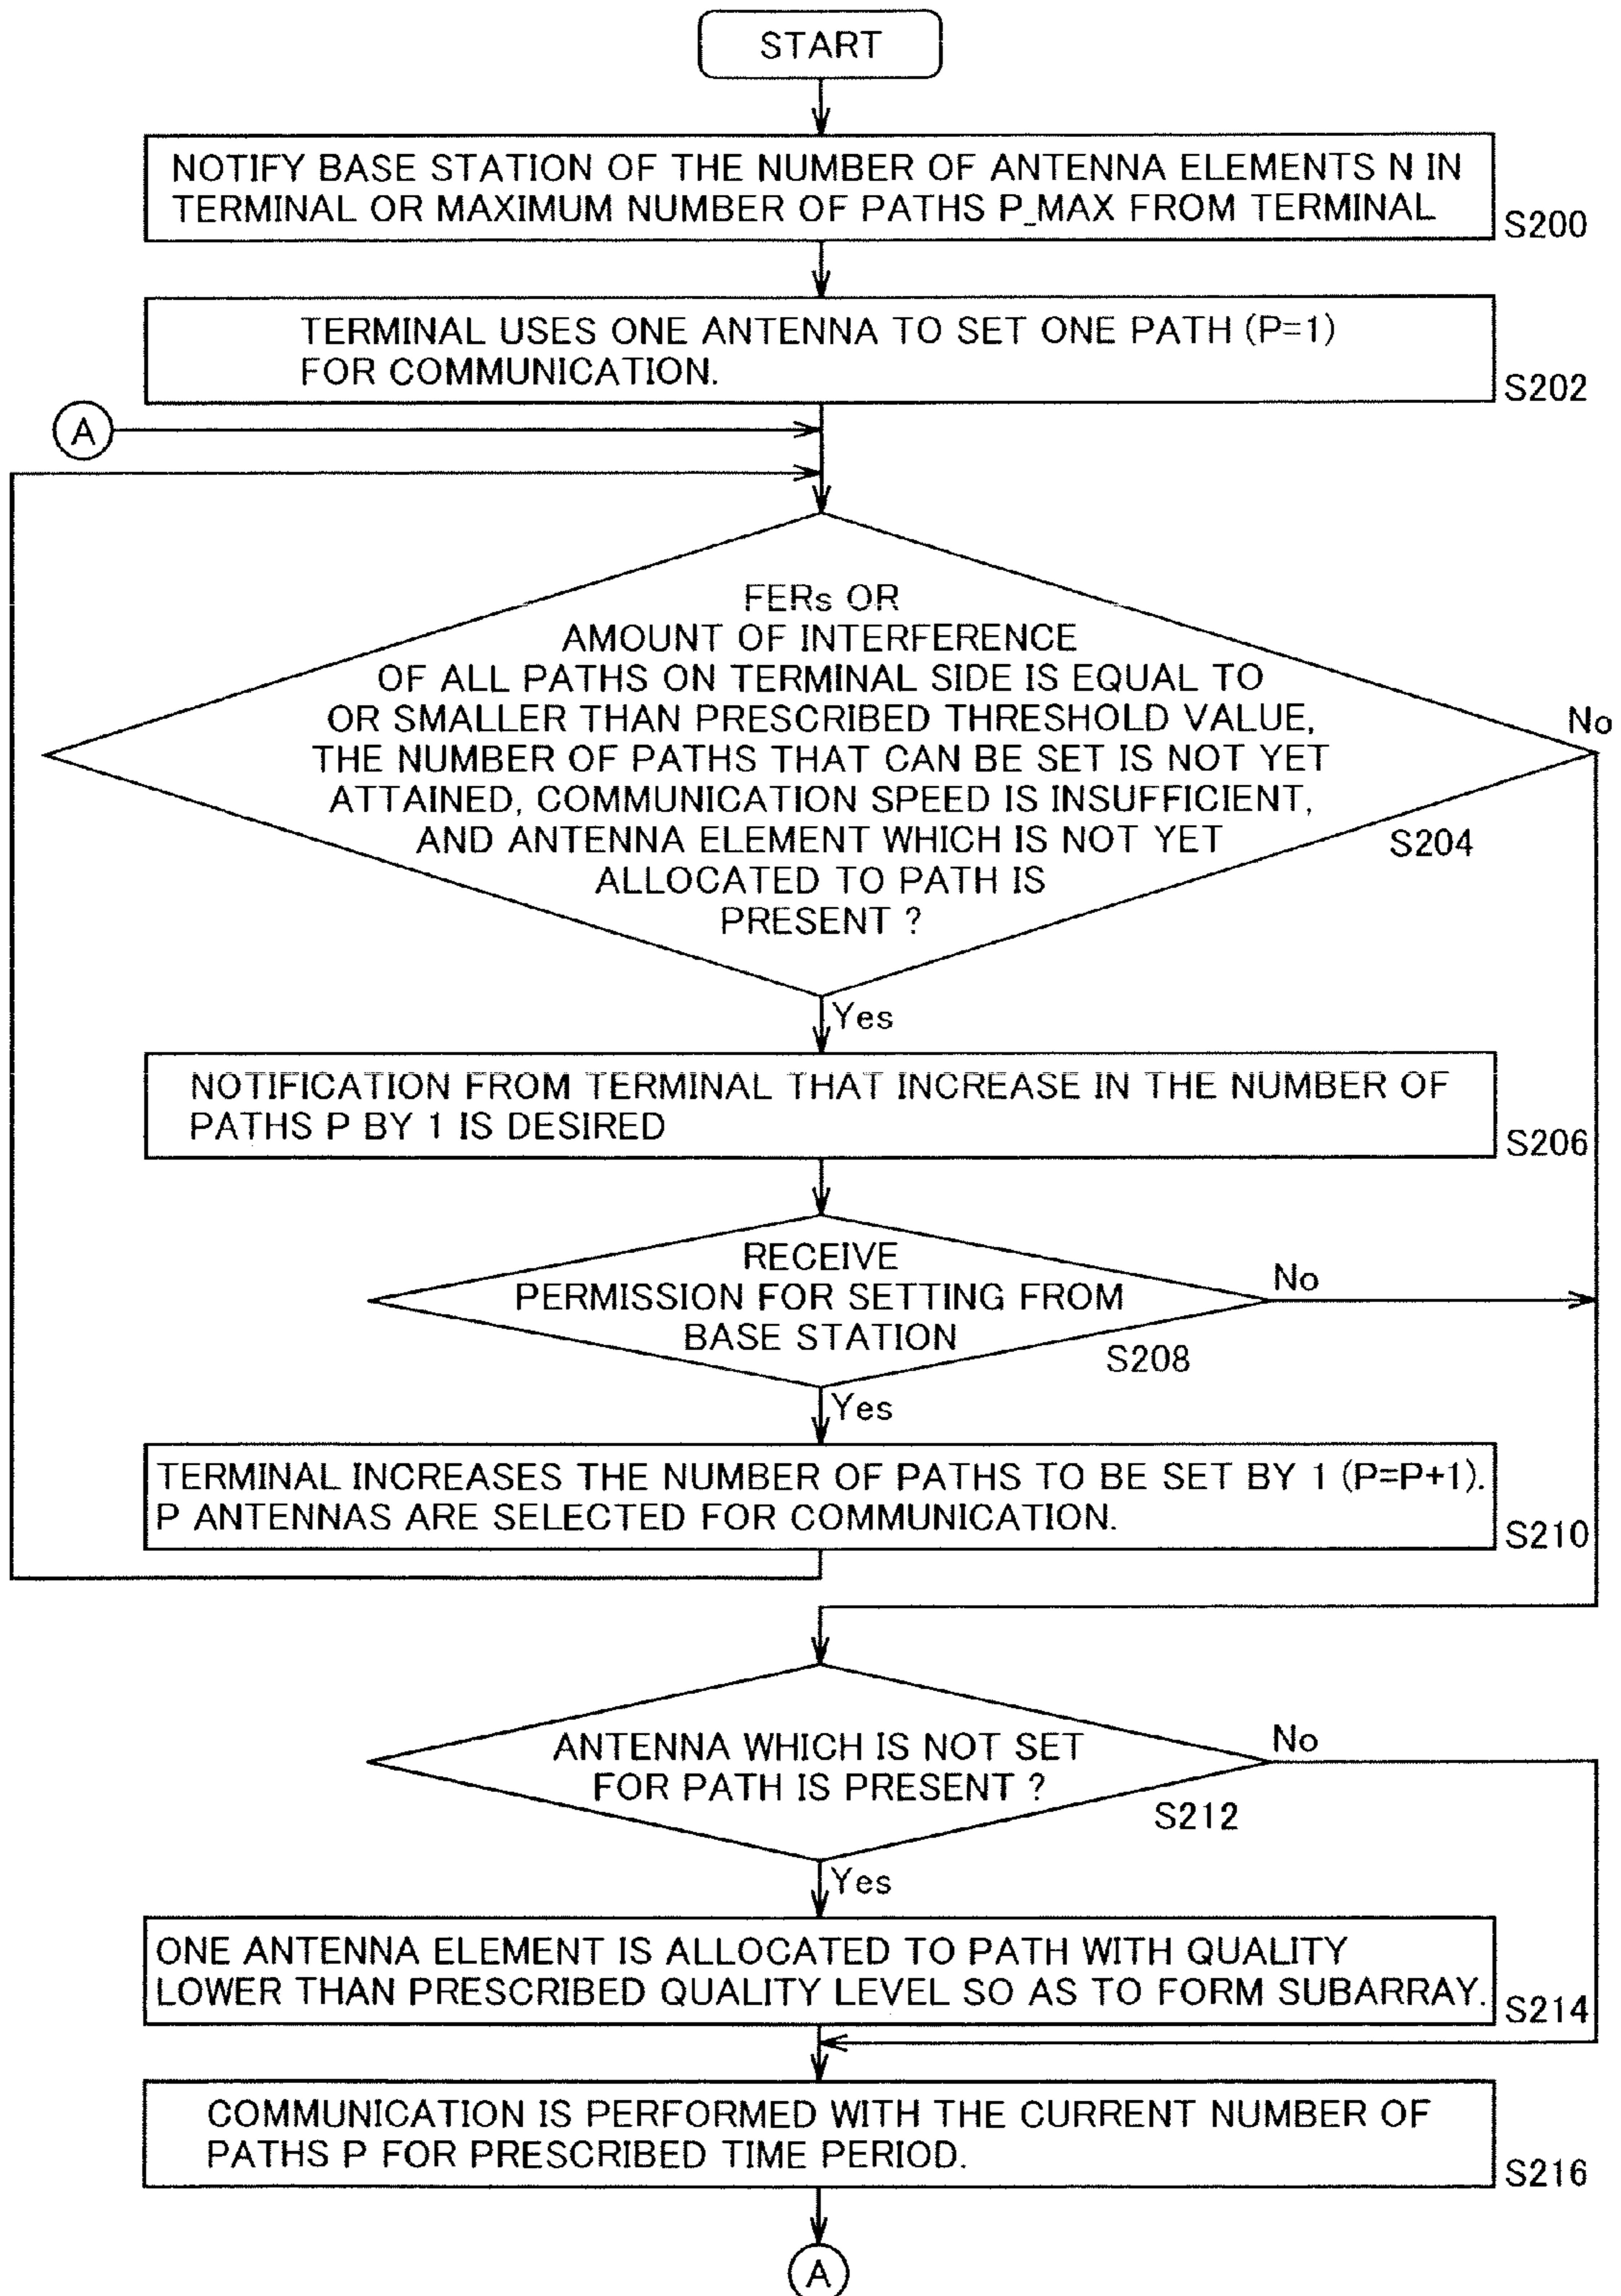 START
NOTIFY BASE STATION OF THE NUMBER OF ANTENNA ELEMENTS N IN
TERMINAL OR MAXIMUM NUMBER OF PATHS P_MAX FROM TERMINAL
S200
TERMINAL USES ONE ANTENNA TO SET ONE PATH (P=1)
FOR COMMUNICATION.
S202
A
FERs OR
AMOUNT OF INTERFERENCE
OF ALL PATHS ON TERMINAL SIDE IS EQUAL TO
OR SMALLER THAN PRESCRIBED THRESHOLD VALUE,
THE NUMBER OF PATHS THAT CAN BE SET IS NOT YET
ATTAINED, COMMUNICATION SPEED IS INSUFFICIENT,
AND ANTENNA ELEMENT WHICH IS NOT YET
ALLOCATED TO PATH IS
PRESENT ?
No
S204
Yes
NOTIFICATION FROM TERMINAL THAT INCREASE IN THE NUMBER OF
PATHS P BY 1 IS DESIRED
S206
RECEIVE
PERMISSION FOR SETTING FROM
BASE STATION
No
S208
Yes
TERMINAL INCREASES THE NUMBER OF PATHS TO BE SET BY 1 (P=P+1).
P ANTENNAS ARE SELECTED FOR COMMUNICATION.
S210
ANTENNA WHICH IS NOT SET
FOR PATH IS PRESENT ?
No
S212
Yes
ONE ANTENNA ELEMENT IS ALLOCATED TO PATH WITH QUALITY
LOWER THAN PRESCRIBED QUALITY LEVEL SO AS TO FORM SUBARRAY.
S214
COMMUNICATION IS PERFORMED WITH THE CURRENT NUMBER OF
PATHS P FOR PRESCRIBED TIME PERIOD.
S216
A